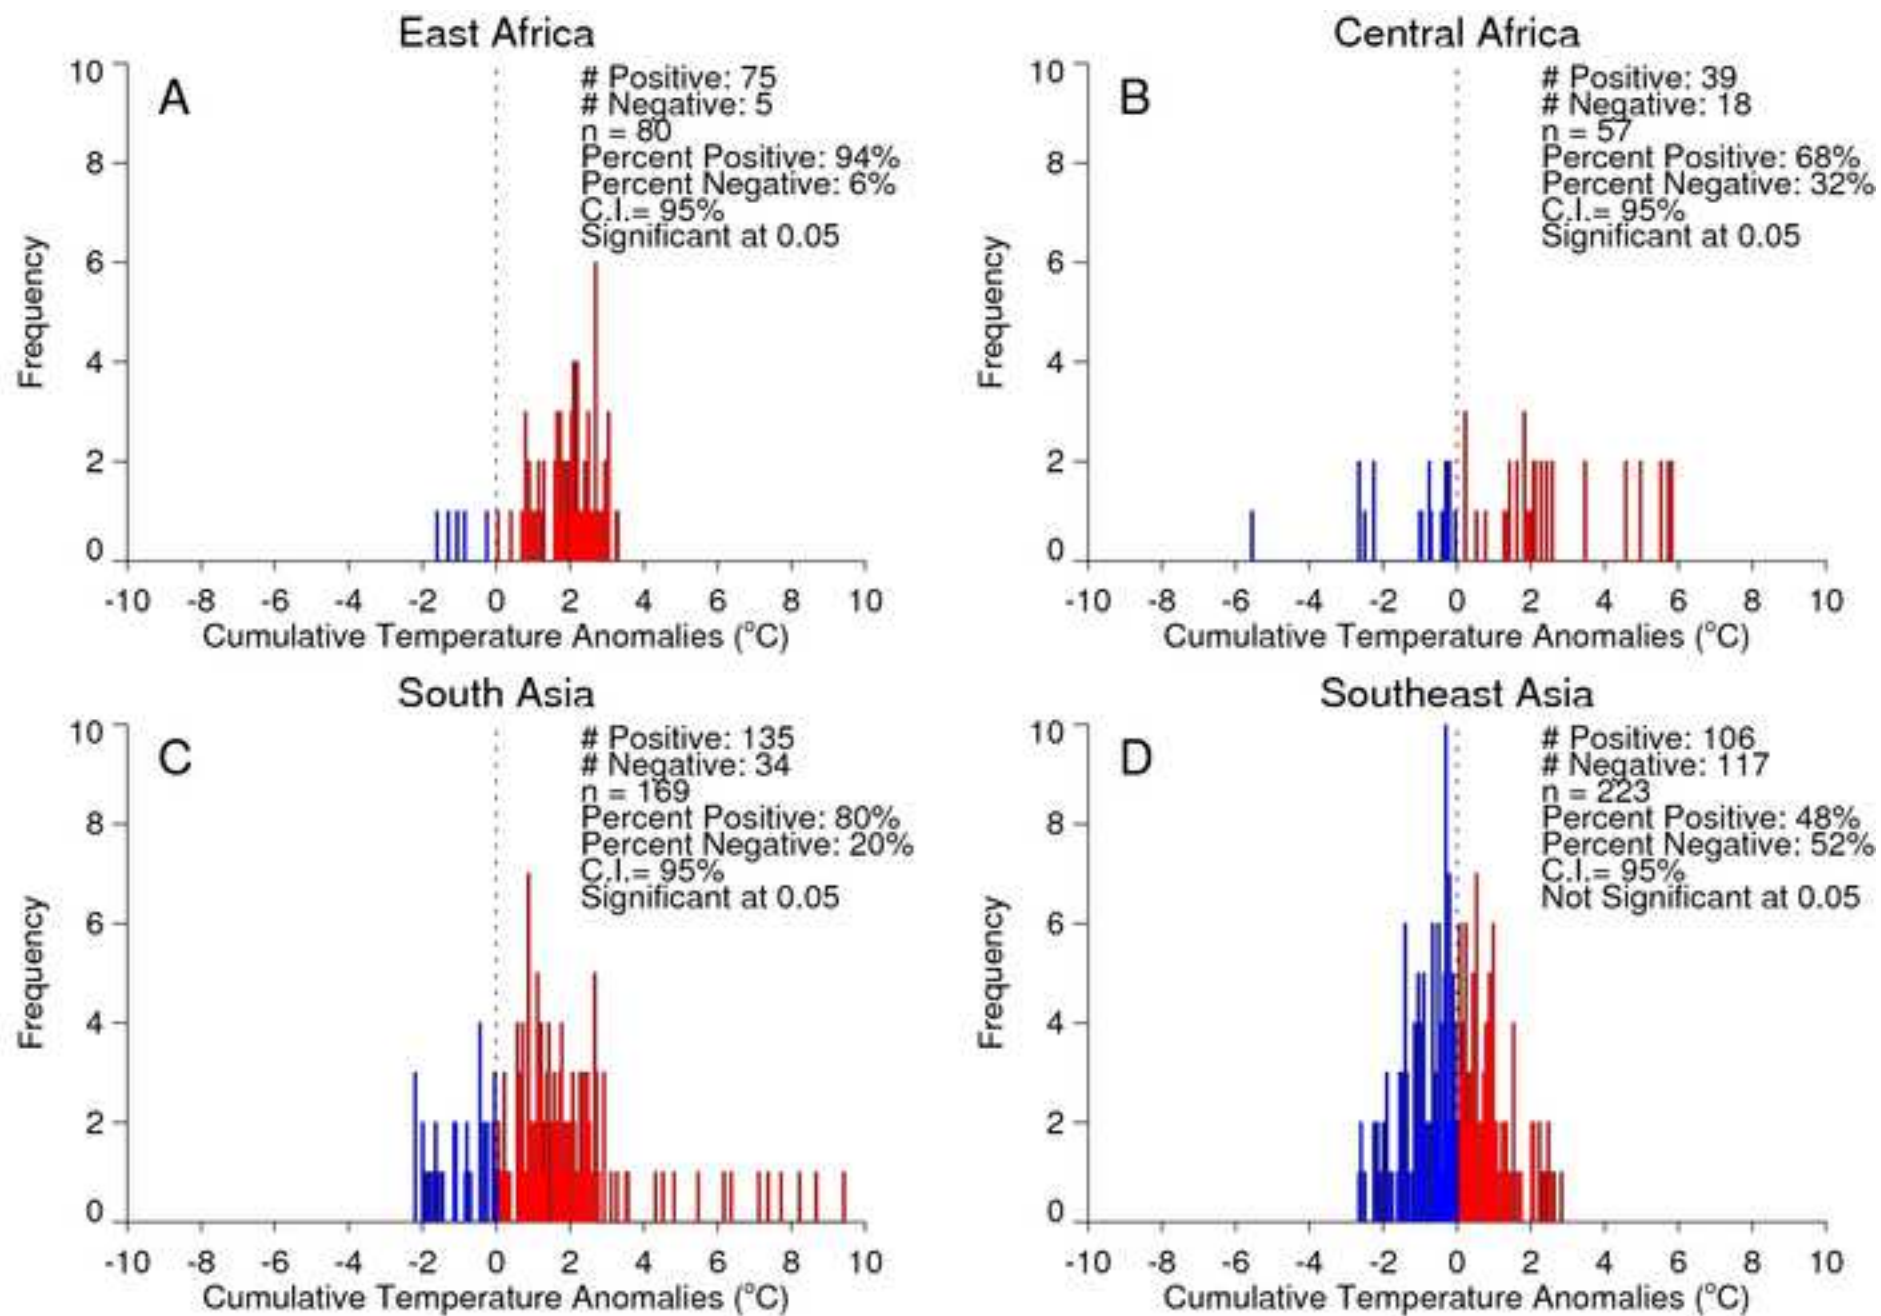 East Africa
A
# Positive: 75
# Negative: 5
n = 80
Percent Positive: 94%
Percent Negative: 6%
C.I.= 95%
Significant at 0.05
Frequency
10
8
6
4
2
0
-10 -8 -6 -4 -2 0 2 4 6 8 10
Cumulative Temperature Anomalies (°C)
Central Africa
B
# Positive: 39
# Negative: 18
n = 57
Percent Positive: 68%
Percent Negative: 32%
C.I.= 95%
Significant at 0.05
Frequency
10
8
6
4
2
0
-10 -8 -6 -4 -2 0 2 4 6 8 10
Cumulative Temperature Anomalies (°C)
South Asia
C
# Positive: 135
# Negative: 34
n = 169
Percent Positive: 80%
Percent Negative: 20%
C.I.= 95%
Significant at 0.05
Frequency
10
8
6
4
2
0
-10 -8 -6 -4 -2 0 2 4 6 8 10
Cumulative Temperature Anomalies (°C)
Southeast Asia
D
# Positive: 106
# Negative: 117
n = 223
Percent Positive: 48%
Percent Negative: 52%
C.I.= 95%
Not Significant at 0.05
Frequency
10
8
6
4
2
0
-10 -8 -6 -4 -2 0 2 4 6 8 10
Cumulative Temperature Anomalies (°C)